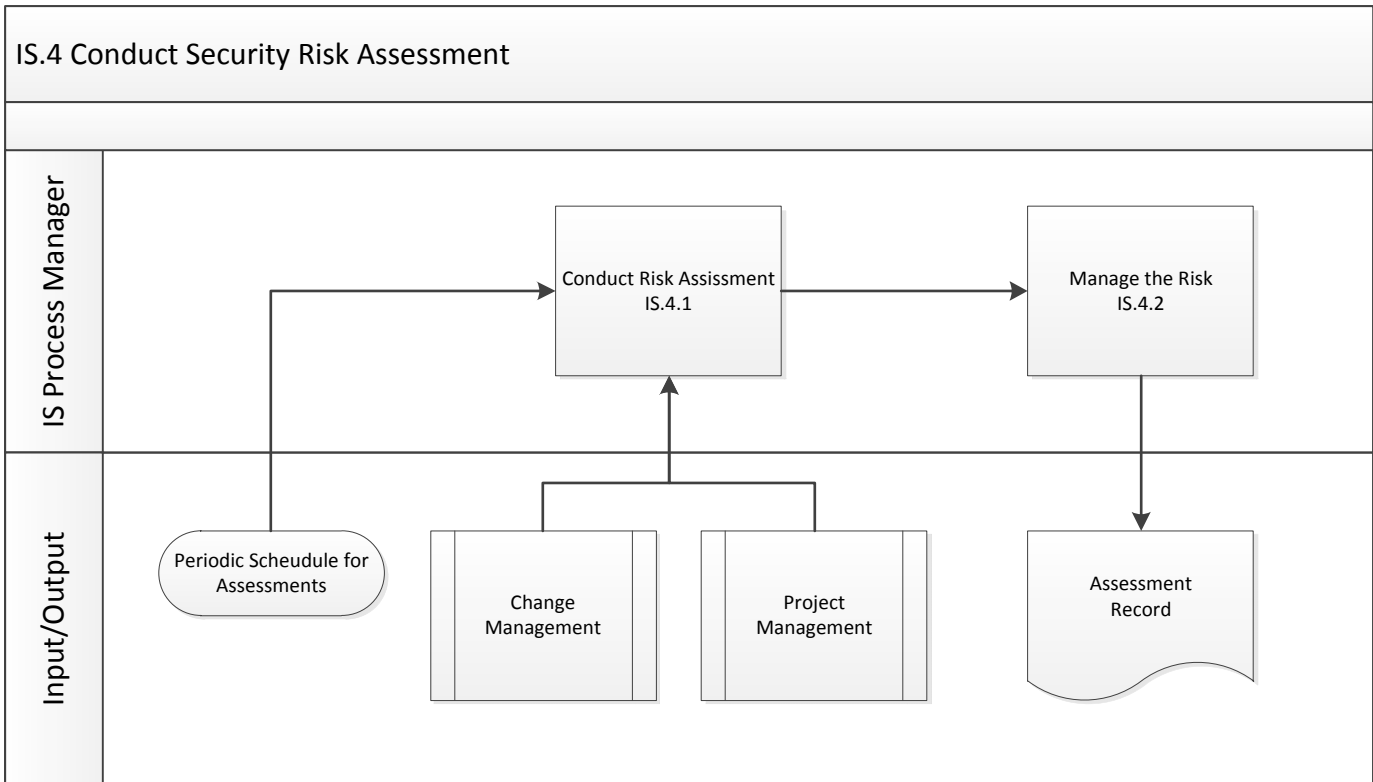 IS.4 Conduct Security Risk Assessment
IS Process Manager
Conduct Risk Assissment
IS.4.1
Manage the Risk
IS.4.2
Input/Output
Periodic Scheudule for
Assessments
Change
Management
Project
Management
Assessment
Record